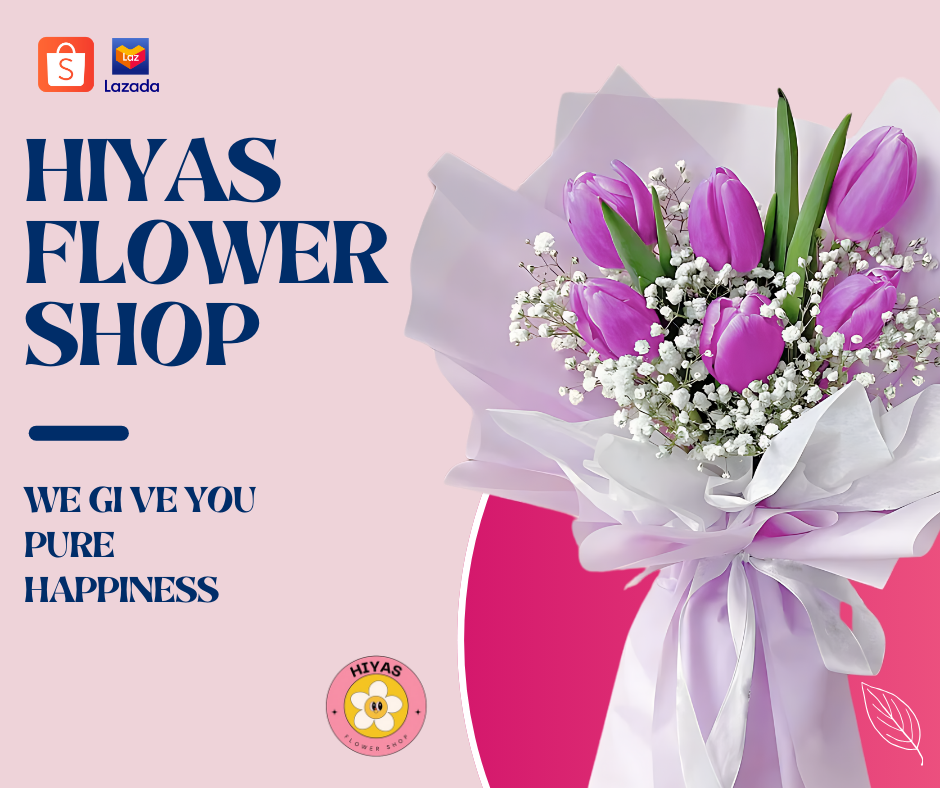 S
Laz
Lazada
HIYAS
FLOWER
SHOP
WE GI VE YOU
PURE
HAPPINESS
HIYAS
FLOWER SHOP